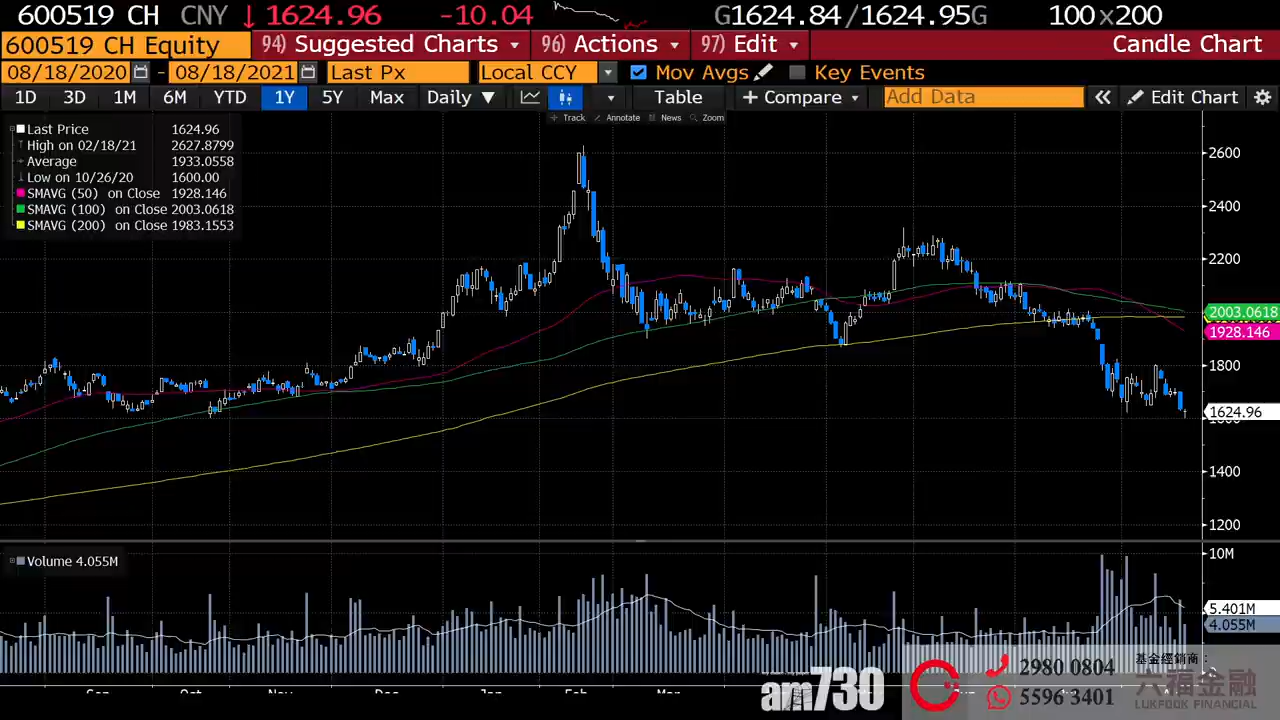 600519 CH CNY ↓ 1624.96 -10.04 G1624.84/1624.95G 100x200
600519 CH Equity 94) Suggested Charts 96) Actions 97) Edit Candle Chart
08/18/2020 - 08/18/2021 Last Px Local CCY Mov Avgs Key Events
1D 3D 1M 6M YTD 1Y 5Y Max Daily ▼ Table + Compare Add Data « Edit Chart
Track Annotate News Zoom
Last Price 1624.96
High on 02/18/21 2627.8799
Average 1933.0558
Low on 10/26/20 1600.00
SMAVG (50) on Close 1928.146
SMAVG (100) on Close 2003.0618
SMAVG (200) on Close 1983.1553
2600
2400
2200
2003.0618
1928.146
1800
1624.96
1400
1200
Volume 4.055M
10M
5.401M
4.055M
Sep Oct Nov Dec Jan Feb Mar
am730
2980 0804
5596 3401
基金經銷商：
六福金融
LUKFOOK FINANCIAL